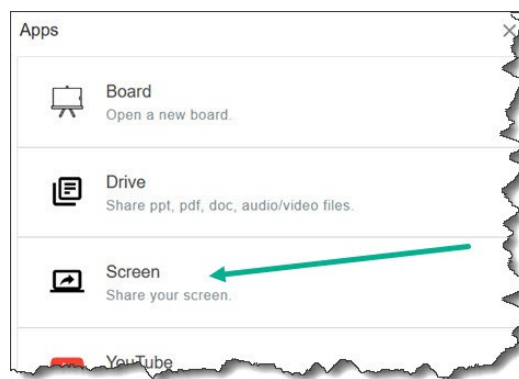 Apps
Board
Open a new board.
Drive
Share ppt, pdf, doc, audio/video files.
Screen
Share your screen.
YouTube